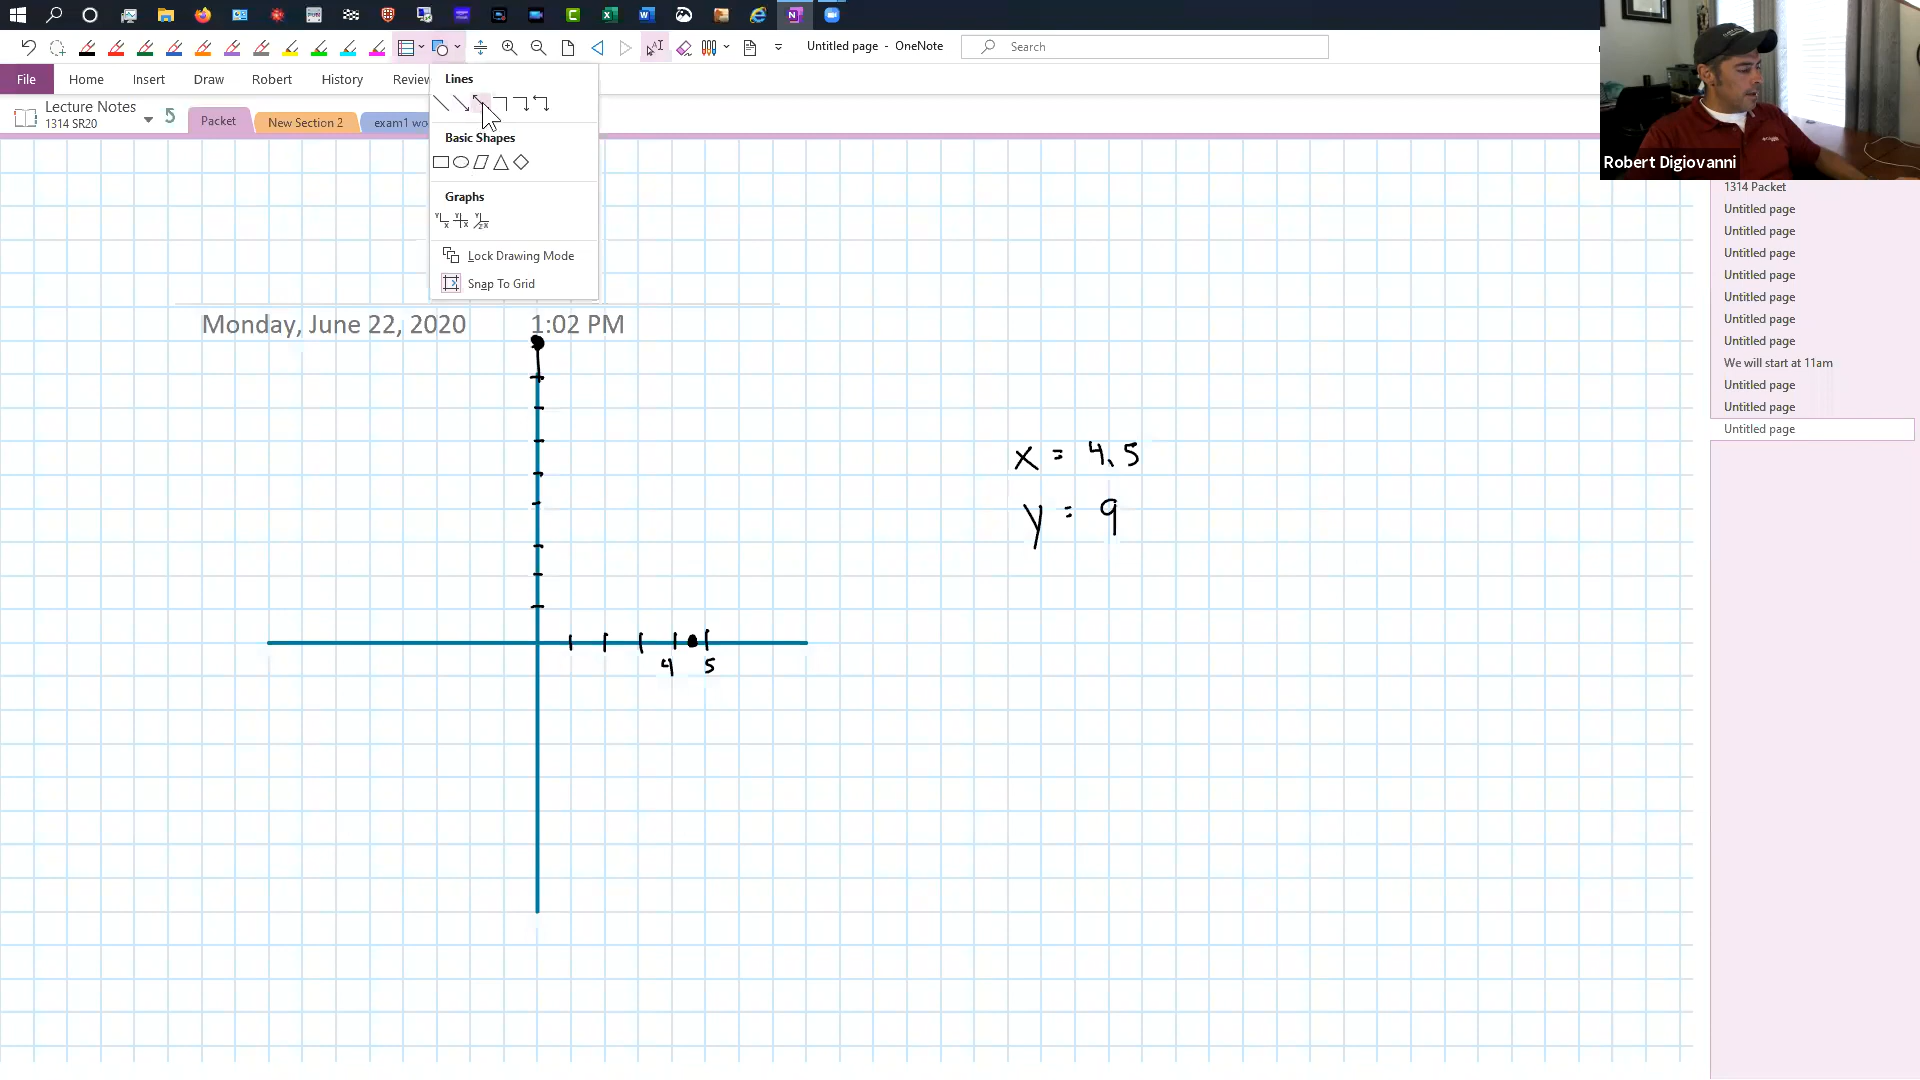 Untitled page - OneNote
Search
File
Home
Insert
Draw
Robert
History
Review
Lecture Notes
1314 SR20
Packet
New Section 2
exam1 wo
Lines
Basic Shapes
Graphs
Lock Drawing Mode
Snap To Grid
Robert Digiovanni
1314 Packet
Untitled page
Untitled page
Untitled page
Untitled page
Untitled page
Untitled page
Untitled page
We will start at 11am
Untitled page
Untitled page
Untitled page
Monday, June 22, 2020 1:02 PM
x = 4.5
y = 9
4 5